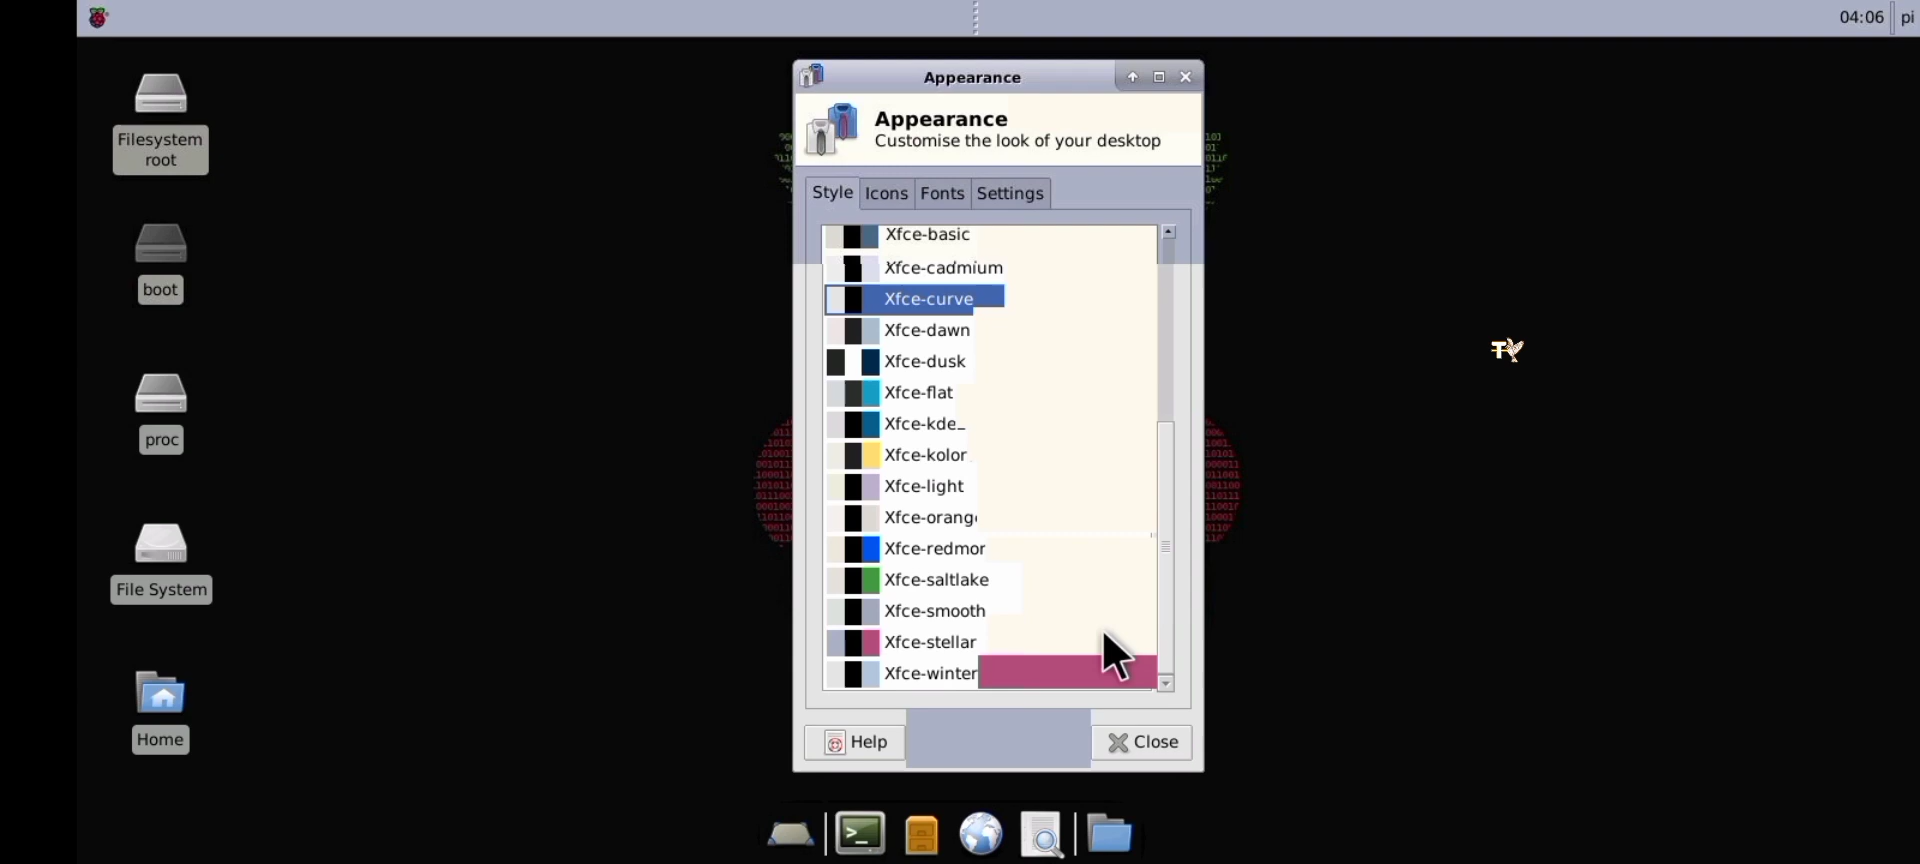 04:06
pi
Filesystem
root
boot
proc
File System
Home
Appearance
Appearance
Customise the look of your desktop
Style
Icons
Fonts
Settings
Xfce-basic
Xfce-cadmium
Xfce-curve
Xfce-dawn
Xfce-dusk
Xfce-flat
Xfce-kde_
Xfce-kolor
Xfce-light
Xfce-orang
Xfce-redmor
Xfce-saltlake
Xfce-smooth
Xfce-stellar
Xfce-winter
Help
Close